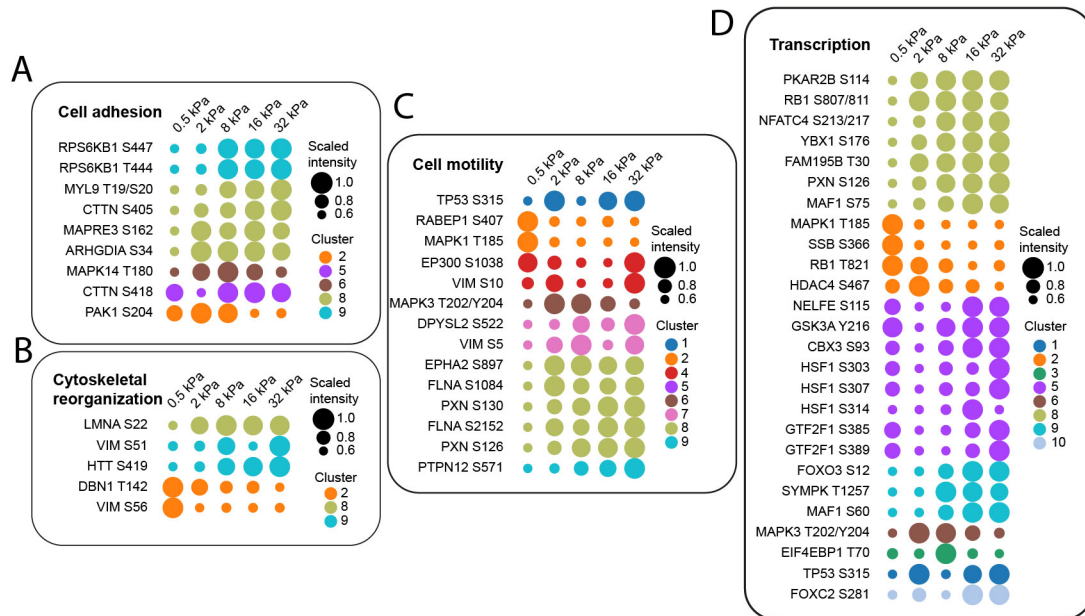 A
Cell adhesion
0.5 kPa
2 kPa
8 kPa
16 kPa
32 kPa
RPS6KB1 S447
RPS6KB1 T444
MYL9 T19/S20
CTTN S405
MAPRE3 S162
ARHGDIA S34
MAPK14 T180
CTTN S418
PAK1 S204
Scaled
intensity
1.0
0.8
0.6
Cluster
2
5
6
8
9
B
Cytoskeletal
reorganization
0.5 kPa
2 kPa
8 kPa
16 kPa
32 kPa
LMNA S22
VIM S51
HTT S419
DBN1 T142
VIM S56
Scaled
intensity
1.0
0.8
0.6
Cluster
2
8
9
C
Cell motility
0.5 kPa
2 kPa
8 kPa
16 kPa
32 kPa
TP53 S315
RABEP1 S407
MAPK1 T185
EP300 S1038
VIM S10
MAPK3 T202/Y204
DPYSL2 S522
VIM S5
EPHA2 S897
FLNA S1084
PXN S130
FLNA S2152
PXN S126
PTPN12 S571
Scaled
intensity
1.0
0.8
0.6
Cluster
1
2
4
5
6
7
8
9
D
Transcription
0.5 kPa
2 kPa
8 kPa
16 kPa
32 kPa
PKAR2B S114
RB1 S807/811
NFATC4 S213/217
YBX1 S176
FAM195B T30
PXN S126
MAF1 S75
MAPK1 T185
SSB S366
RB1 T821
HDAC4 S467
NELFE S115
GSK3A Y216
CBX3 S93
HSF1 S303
HSF1 S307
HSF1 S314
GTF2F1 S385
GTF2F1 S389
FOXO3 S12
SYMPK T1257
MAF1 S60
MAPK3 T202/Y204
EIF4EBP1 T70
TP53 S315
FOXC2 S281
Scaled
intensity
1.0
0.8
0.6
Cluster
1
2
3
5
6
8
9
10